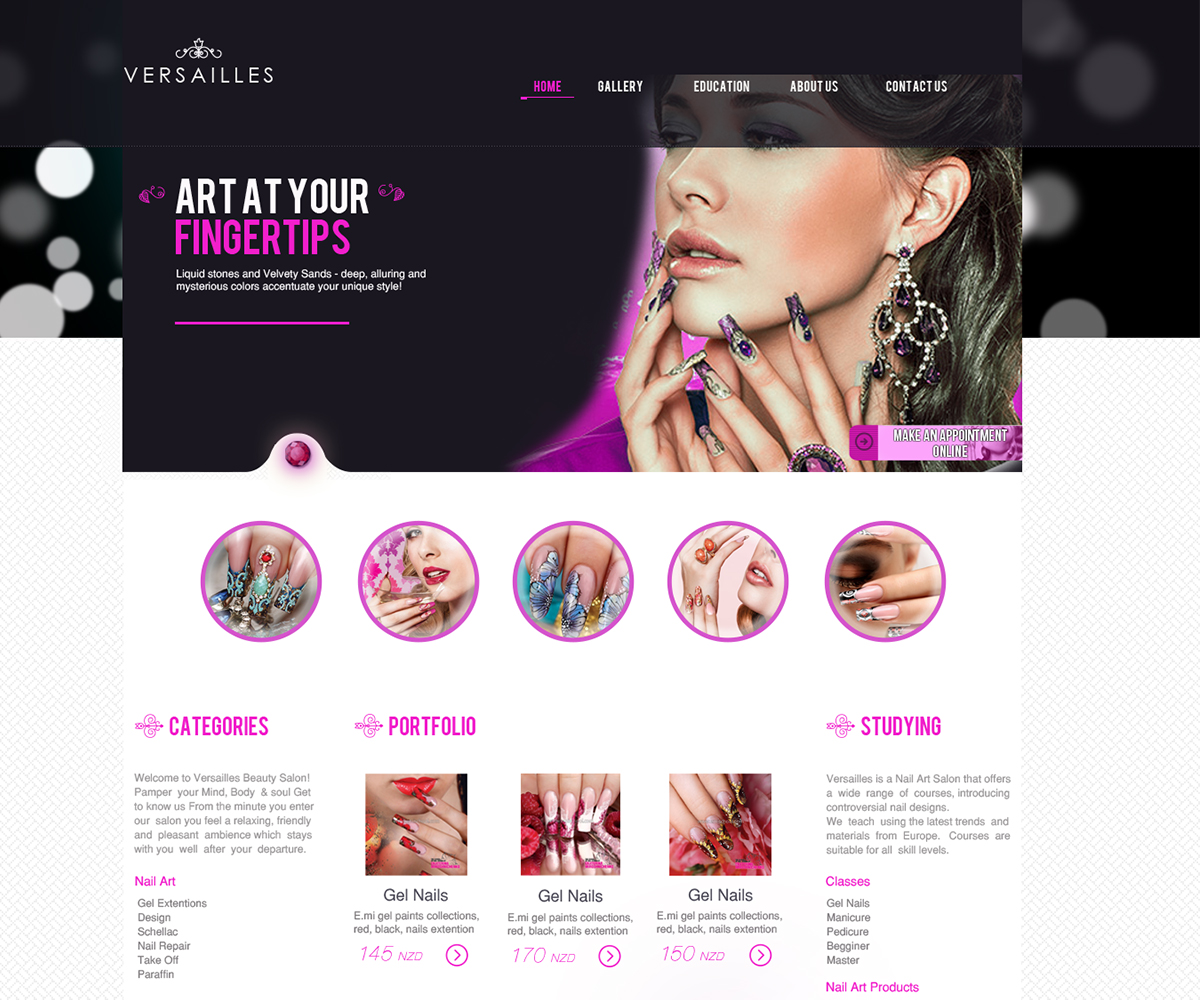 VERSAILLES
HOME
GALLERY
EDUCATION
ABOUT US
CONTACT US
ART AT YOUR
FINGERTIPS
Liquid stones and Velvety Sands - deep, alluring and
mysterious colors accentuate your unique style!
MAKE AN APPOINTMENT
ONLINE
CATEGORIES
Welcome to Versailles Beauty Salon!
Pamper your Mind, Body & soul Get
to know us From the minute you enter
our salon you feel a relaxing, friendly
and pleasant ambience which stays
with you well after your departure.
Nail Art
Gel Extentions
Design
Schellac
Nail Repair
Take Off
Paraffin
PORTFOLIO
Gel Nails
E.mi gel paints collections,
red, black, nails extention
145 NZD
Gel Nails
E.mi gel paints collections,
red, black, nails extention
170 NZD
Gel Nails
E.mi gel paints collections,
red, black, nails extention
150 NZD
STUDYING
Versailles is a Nail Art Salon that offers
a wide range of courses, introducing
controversial nail designs.
We teach using the latest trends and
materials from Europe. Courses are
suitable for all skill levels.
Classes
Gel Nails
Manicure
Pedicure
Begginer
Master
Nail Art Products